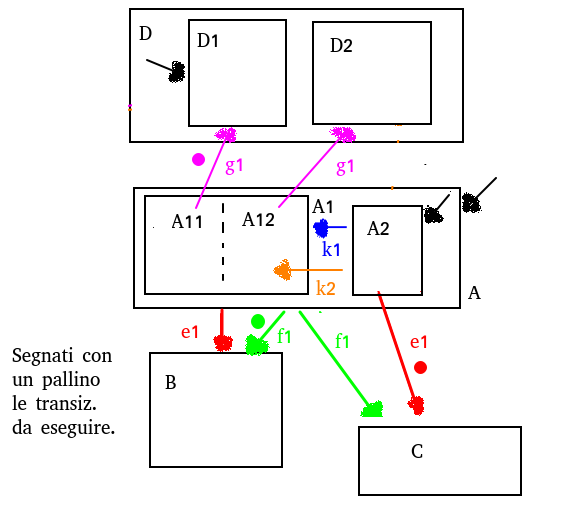 D
D1
D2
g1
g1
A11
A12
A1
A2
k1
k2
A
e1
f1
f1
e1
Segnati con
un pallino
le transiz.
da eseguire.
B
C